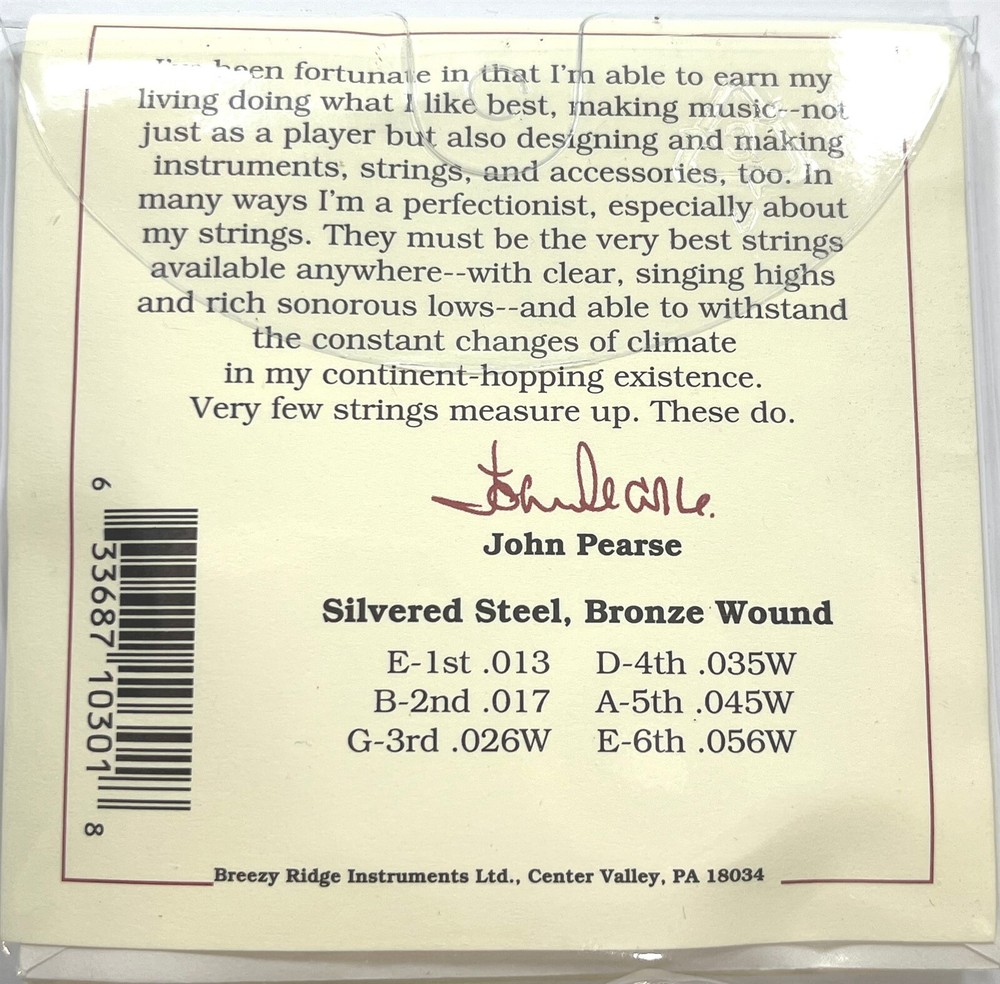 I've been fortunate in that I'm able to earn my
living doing what I like best, making music--not
just as a player but also designing and making
instruments, strings, and accessories, too. In
many ways I'm a perfectionist, especially about
my strings. They must be the very best strings
available anywhere--with clear, singing highs
and rich sonorous lows--and able to withstand
the constant changes of climate
in my continent-hopping existence.
Very few strings measure up. These do.
John Pearse.
John Pearse
Silvered Steel, Bronze Wound
E-1st .013 D-4th .035W
B-2nd .017 A-5th .045W
G-3rd .026W E-6th .056W
6 33687 10301 8
Breezy Ridge Instruments Ltd., Center Valley, PA 18034